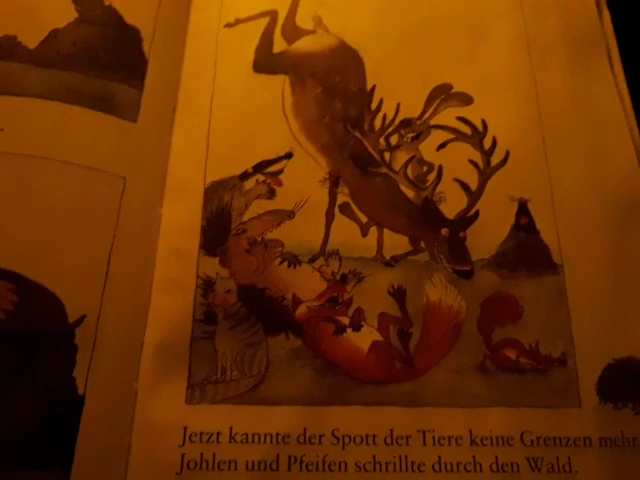 Jetzt kannte der Spott der Tiere keine Grenzen mehr
Johlen und Pfeifen schrillte durch den Wald.